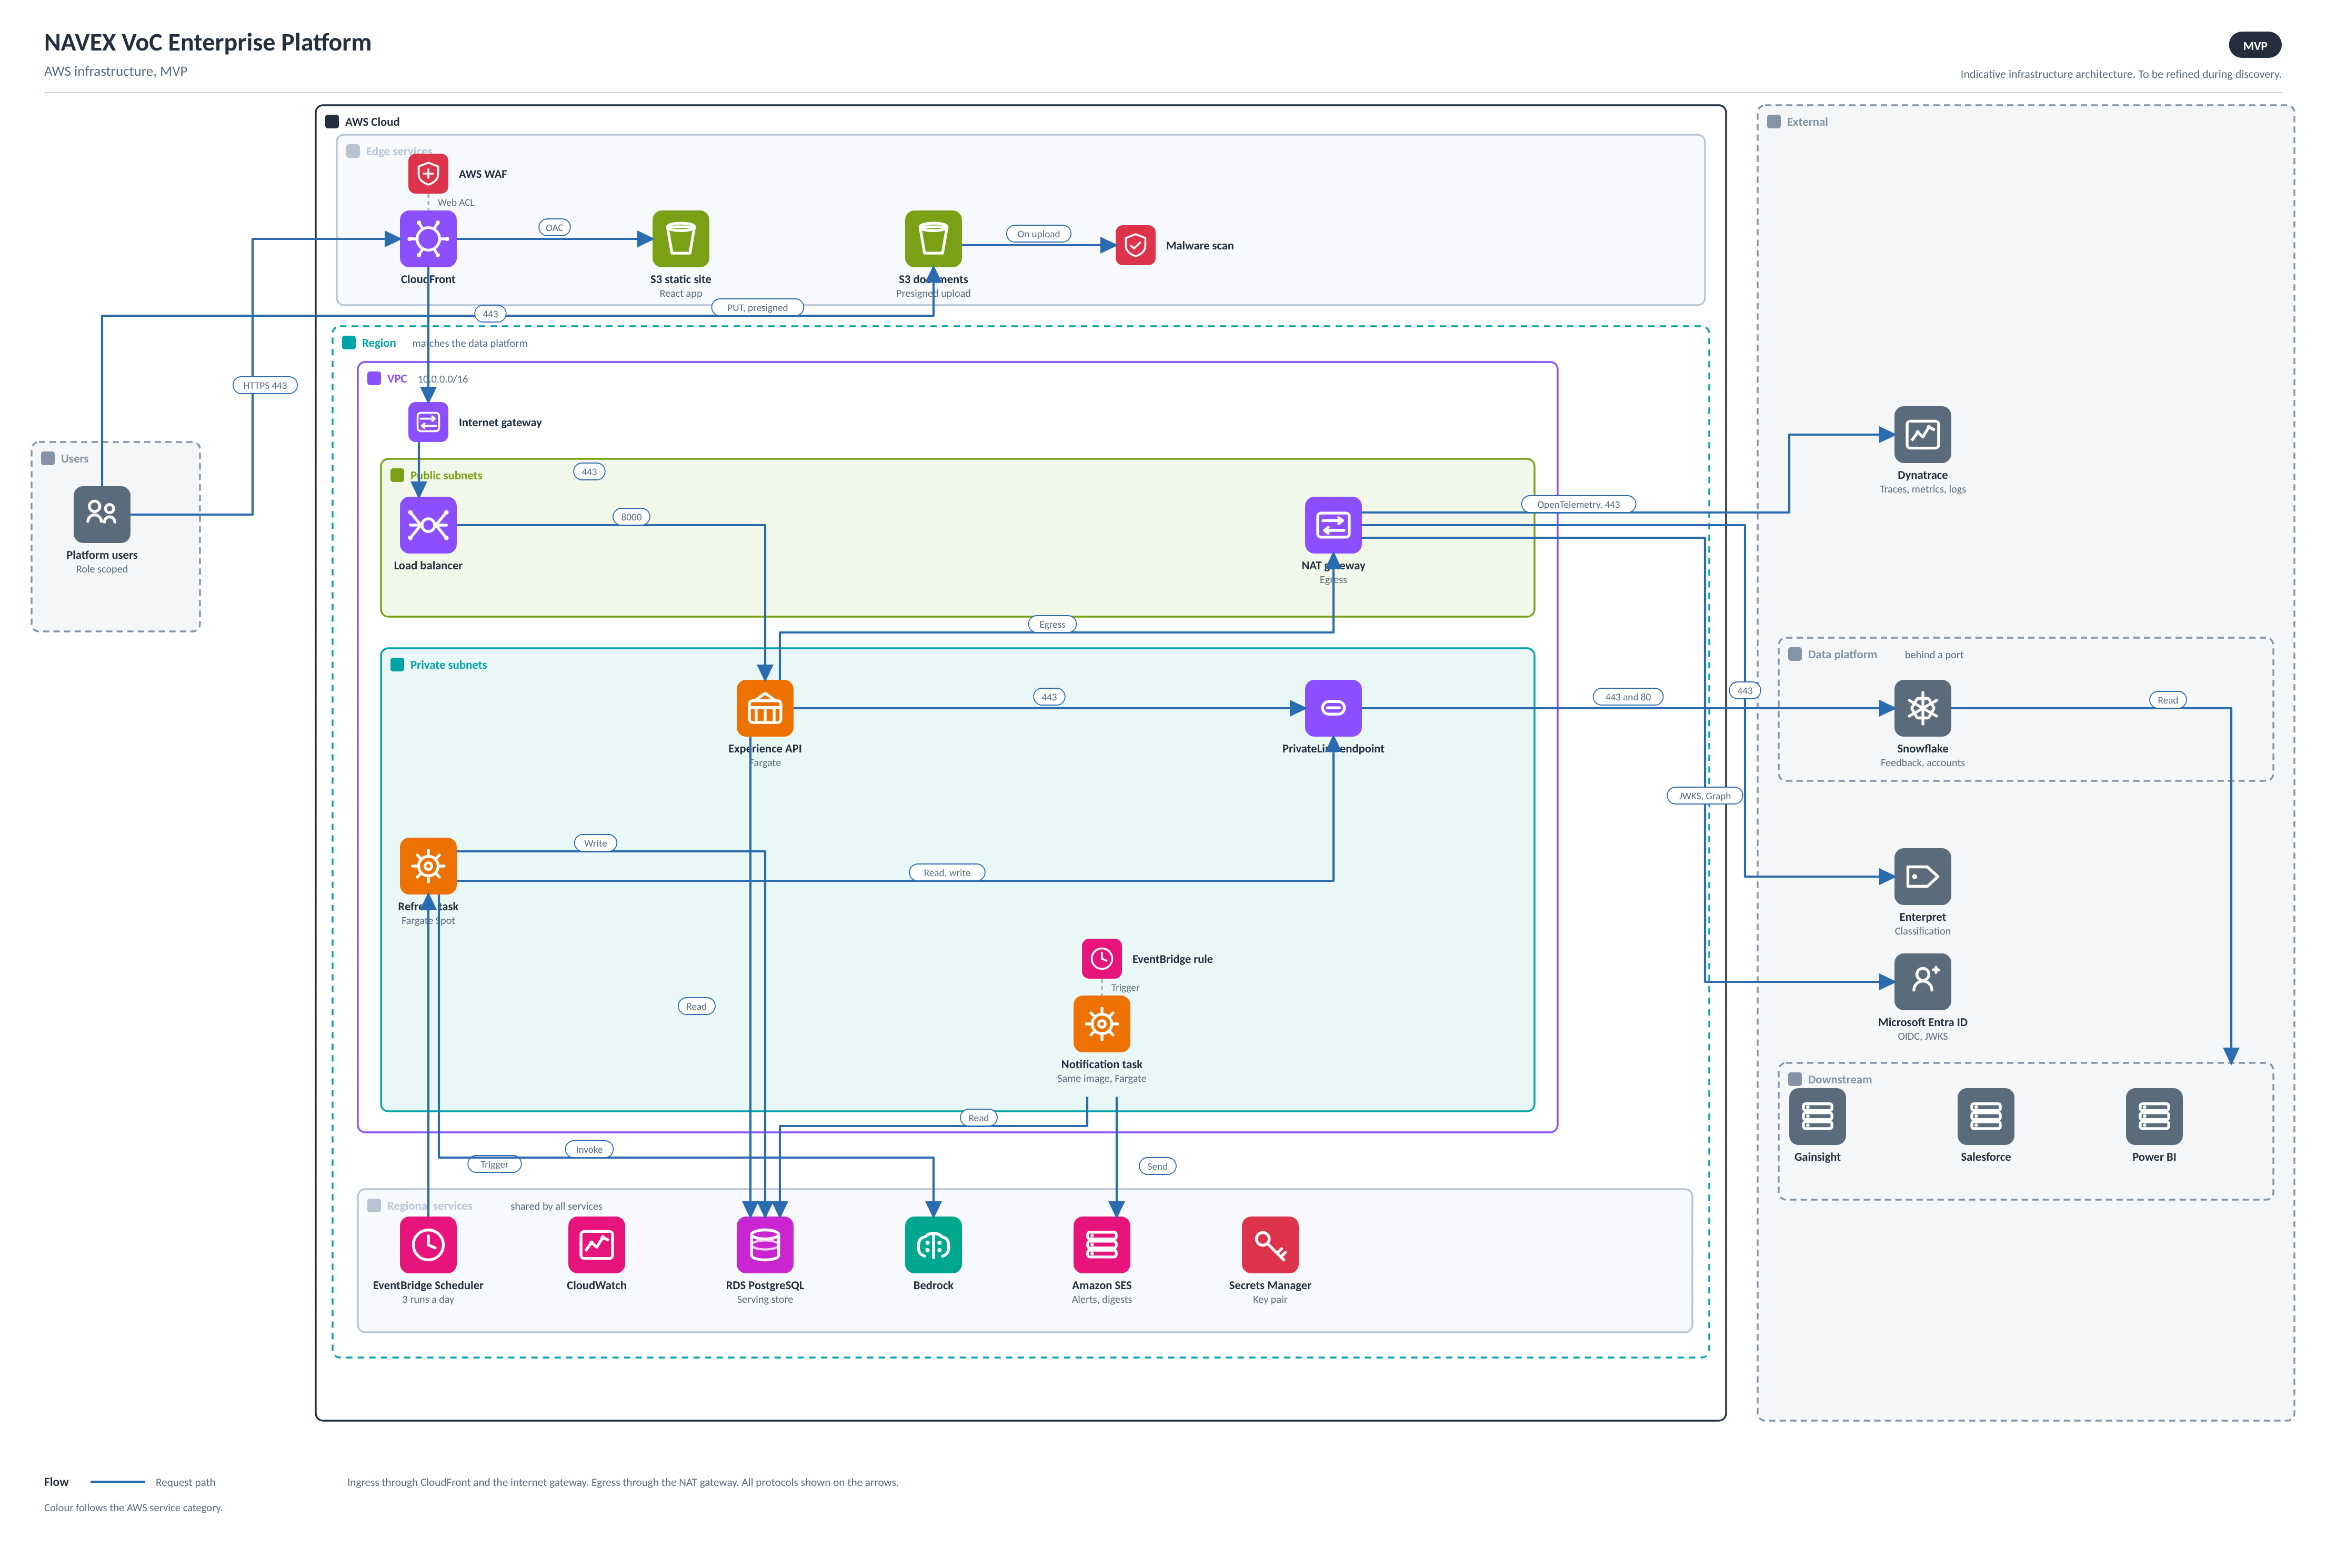 NAVEX VoC Enterprise Platform
MVP
AWS infrastructure, MVP
Indicative infrastructure architecture. To be refined during discovery.
AWS Cloud
External
Edge services
AWS WAF
Web ACL
OAC
On upload
Malware scan
CloudFront
S3 static site
React app
S3 documents
Presigned upload
443
PUT, presigned
Region
matches the data platform
HTTPS 443
VPC
10.0.0.0/16
Internet gateway
Users
Platform users
Role scoped
Public subnets
443
8000
Load balancer
NAT gateway
Egress
OpenTelemetry, 443
Dynatrace
Traces, metrics, logs
Egress
Private subnets
443
443 and 80
443
Data platform
behind a port
Read
Experience API
Fargate
PrivateLink endpoint
Snowflake
Feedback, accounts
JWKS, Graph
Write
Read, write
Refresh task
Fargate Spot
Enterpret
Classification
EventBridge rule
Trigger
Read
Notification task
Same image, Fargate
Microsoft Entra ID
OIDC, JWKS
Downstream
Gainsight
Salesforce
Power BI
Read
Invoke
Trigger
Send
Regional services
shared by all services
EventBridge Scheduler
3 runs a day
CloudWatch
RDS PostgreSQL
Serving store
Bedrock
Amazon SES
Alerts, digests
Secrets Manager
Key pair
Flow
Request path
Ingress through CloudFront and the internet gateway. Egress through the NAT gateway. All protocols shown on the arrows.
Colour follows the AWS service category.